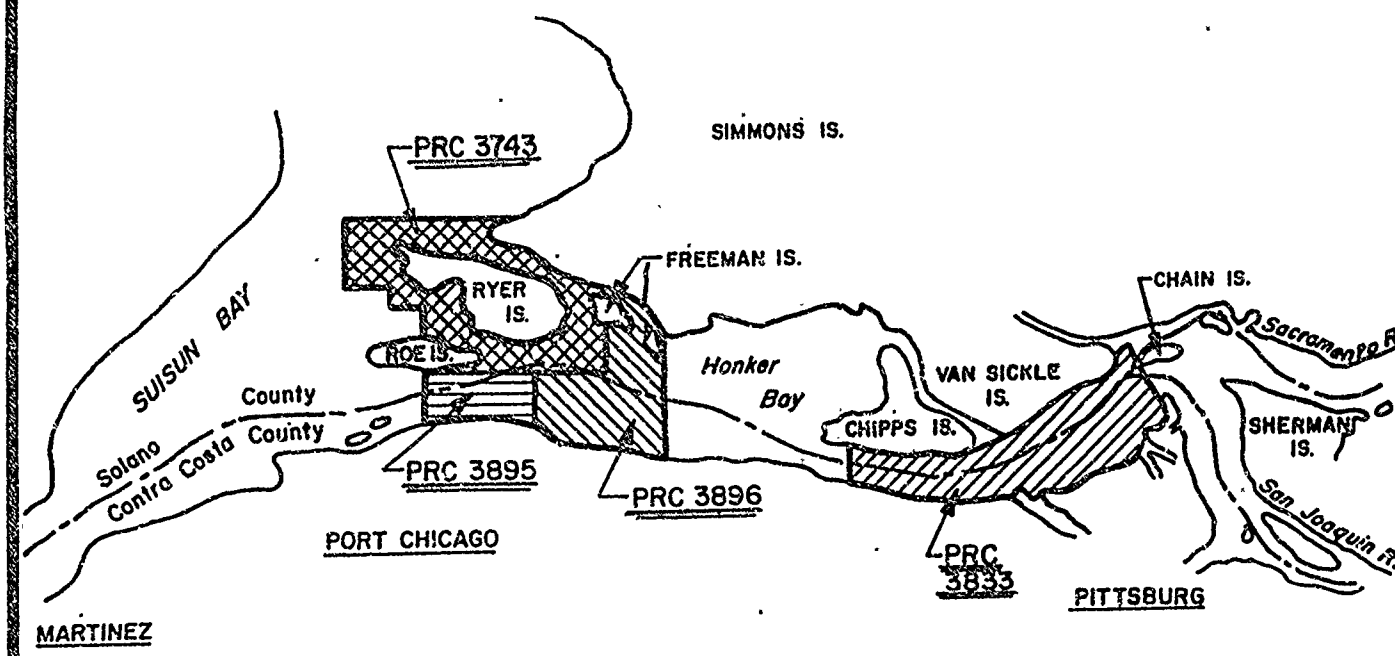 SIMMONS IS.
PRC 3743
FREEMAN IS.
RYER
IS.
CHAIN IS.
Sacramento R
ROE IS.
Honker
Bay
VAN SICKLE
IS.
SUISUN BAY
County
Solano
Contra Costa County
CHIPPS IS.
SHERMAN
IS.
PRC 3895
PRC 3896
San Joaquin R.
PORT CHICAGO
PRC
3833
PITTSBURG
MARTINEZ